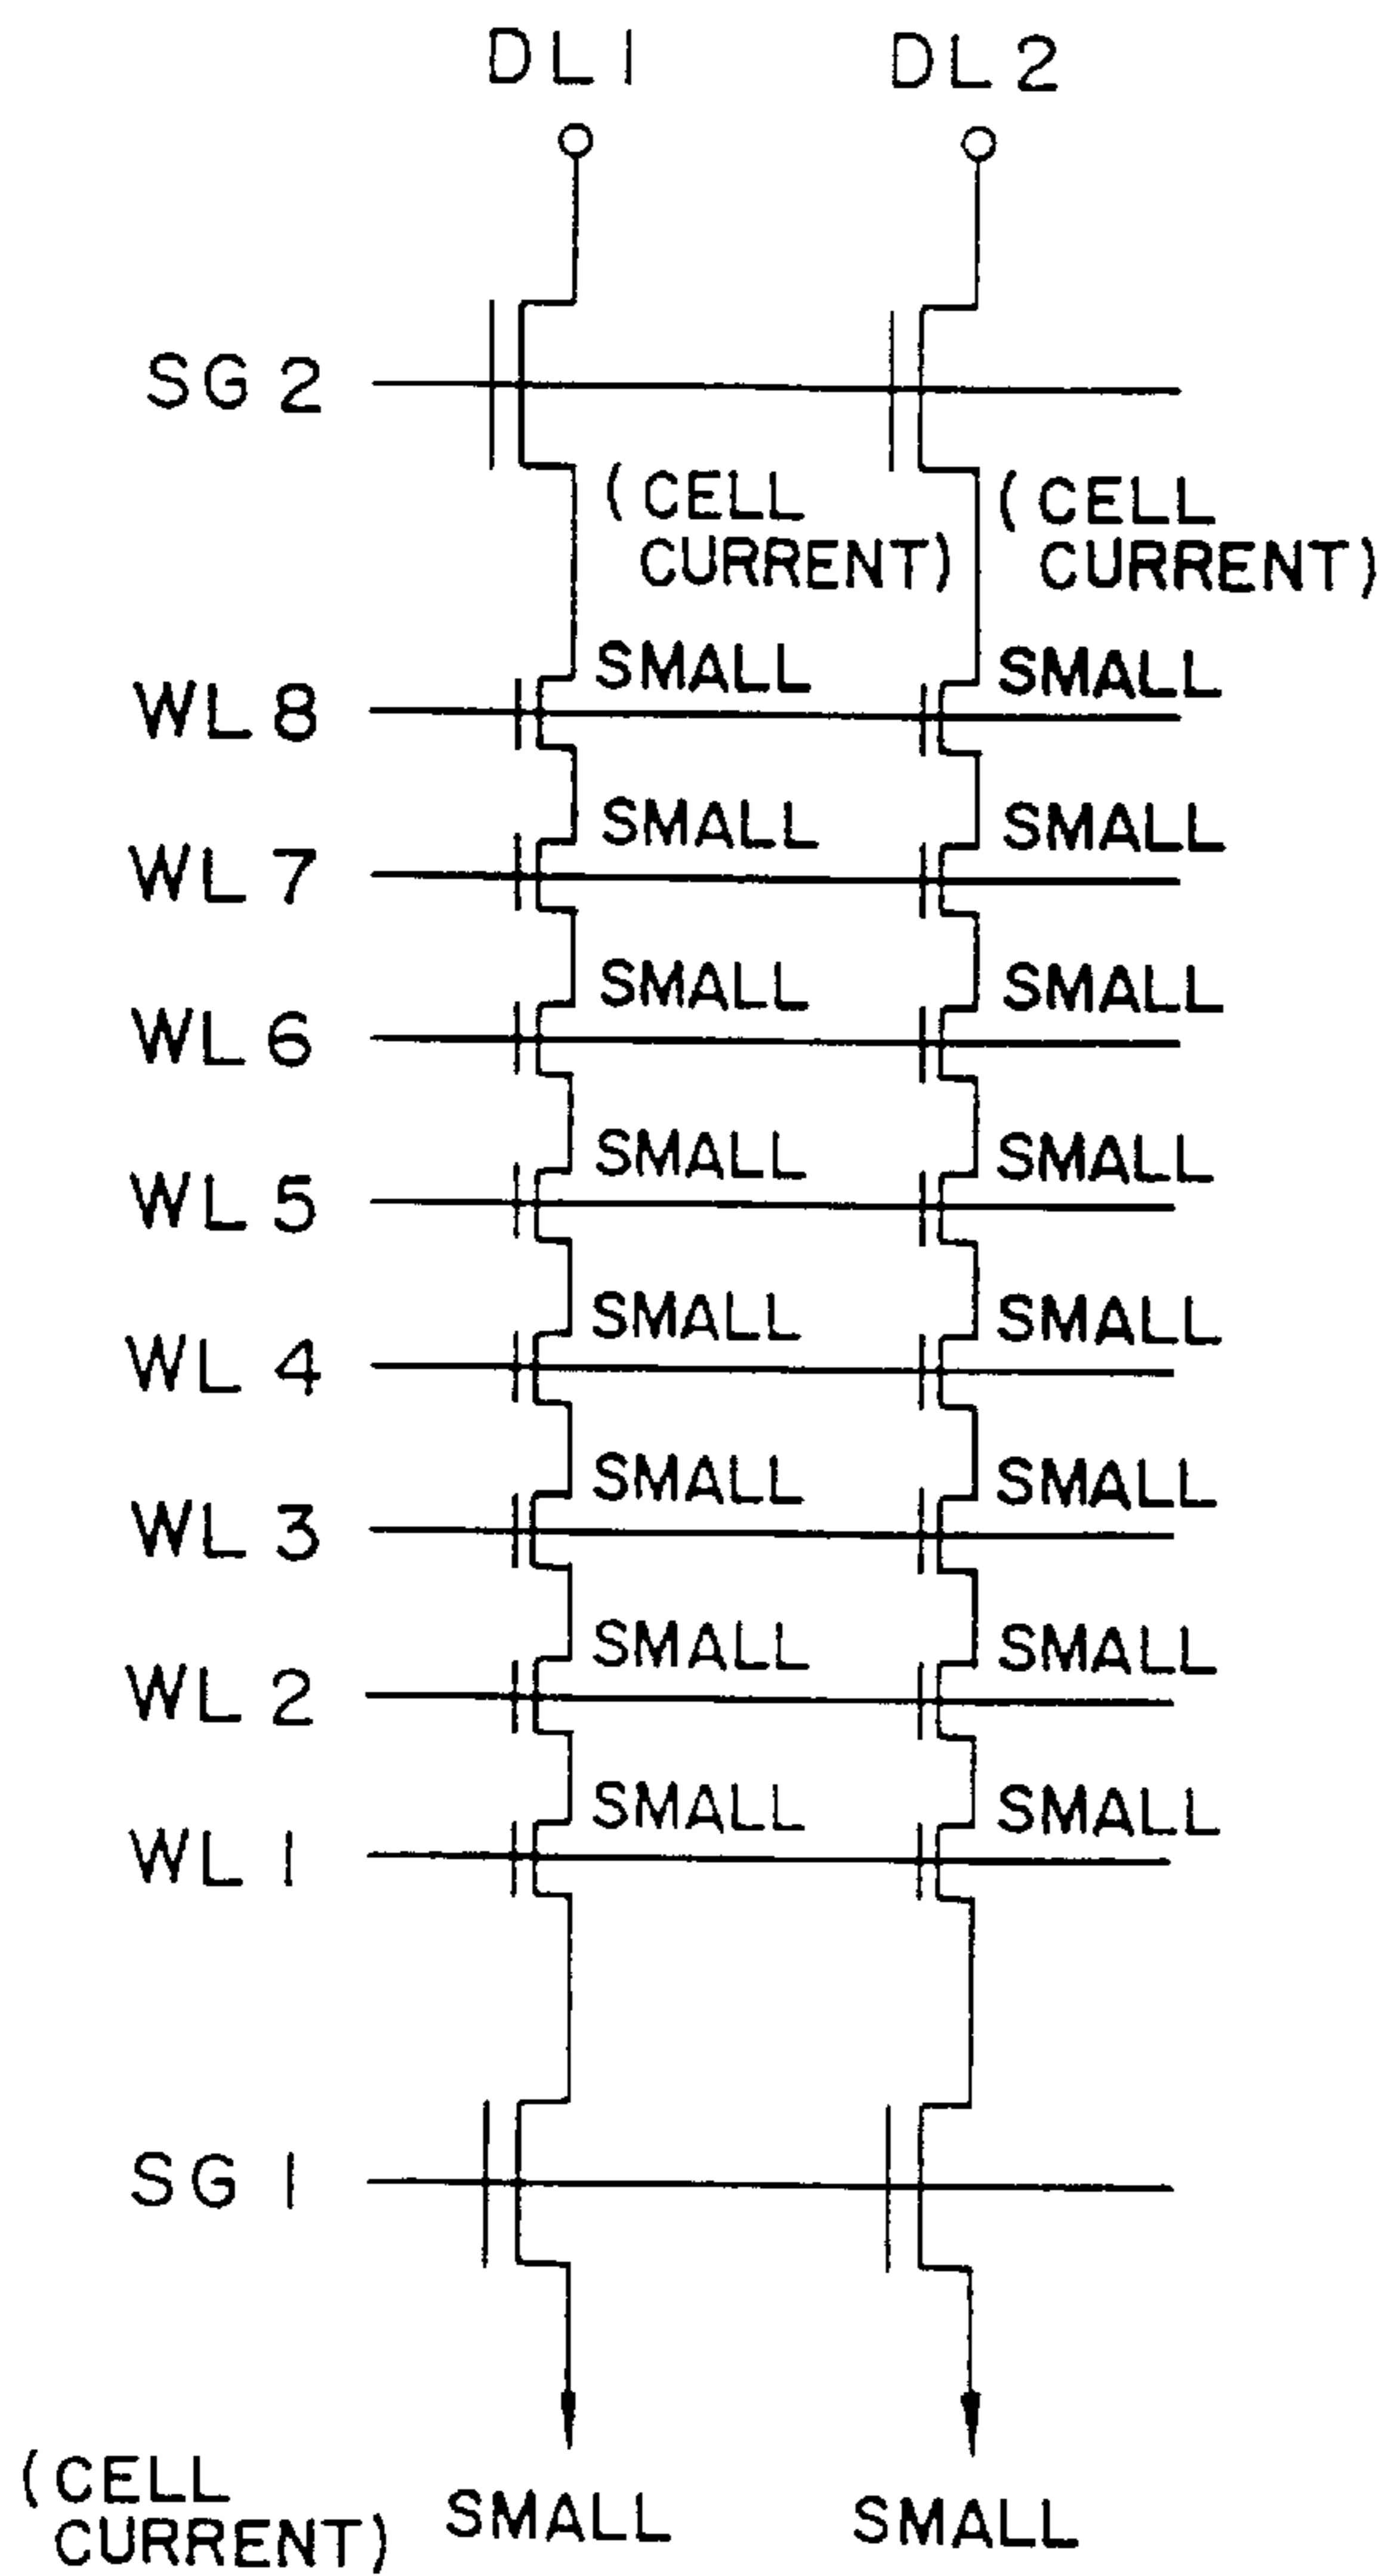 DL1 DL2
SG2
(CELL (CELL
CURRENT) CURRENT)
WL8 SMALL SMALL
WL7 SMALL SMALL
WL6 SMALL SMALL
WL5 SMALL SMALL
WL4 SMALL SMALL
WL3 SMALL SMALL
WL2 SMALL SMALL
WL1 SMALL SMALL
SG1
(CELL
CURRENT) SMALL SMALL